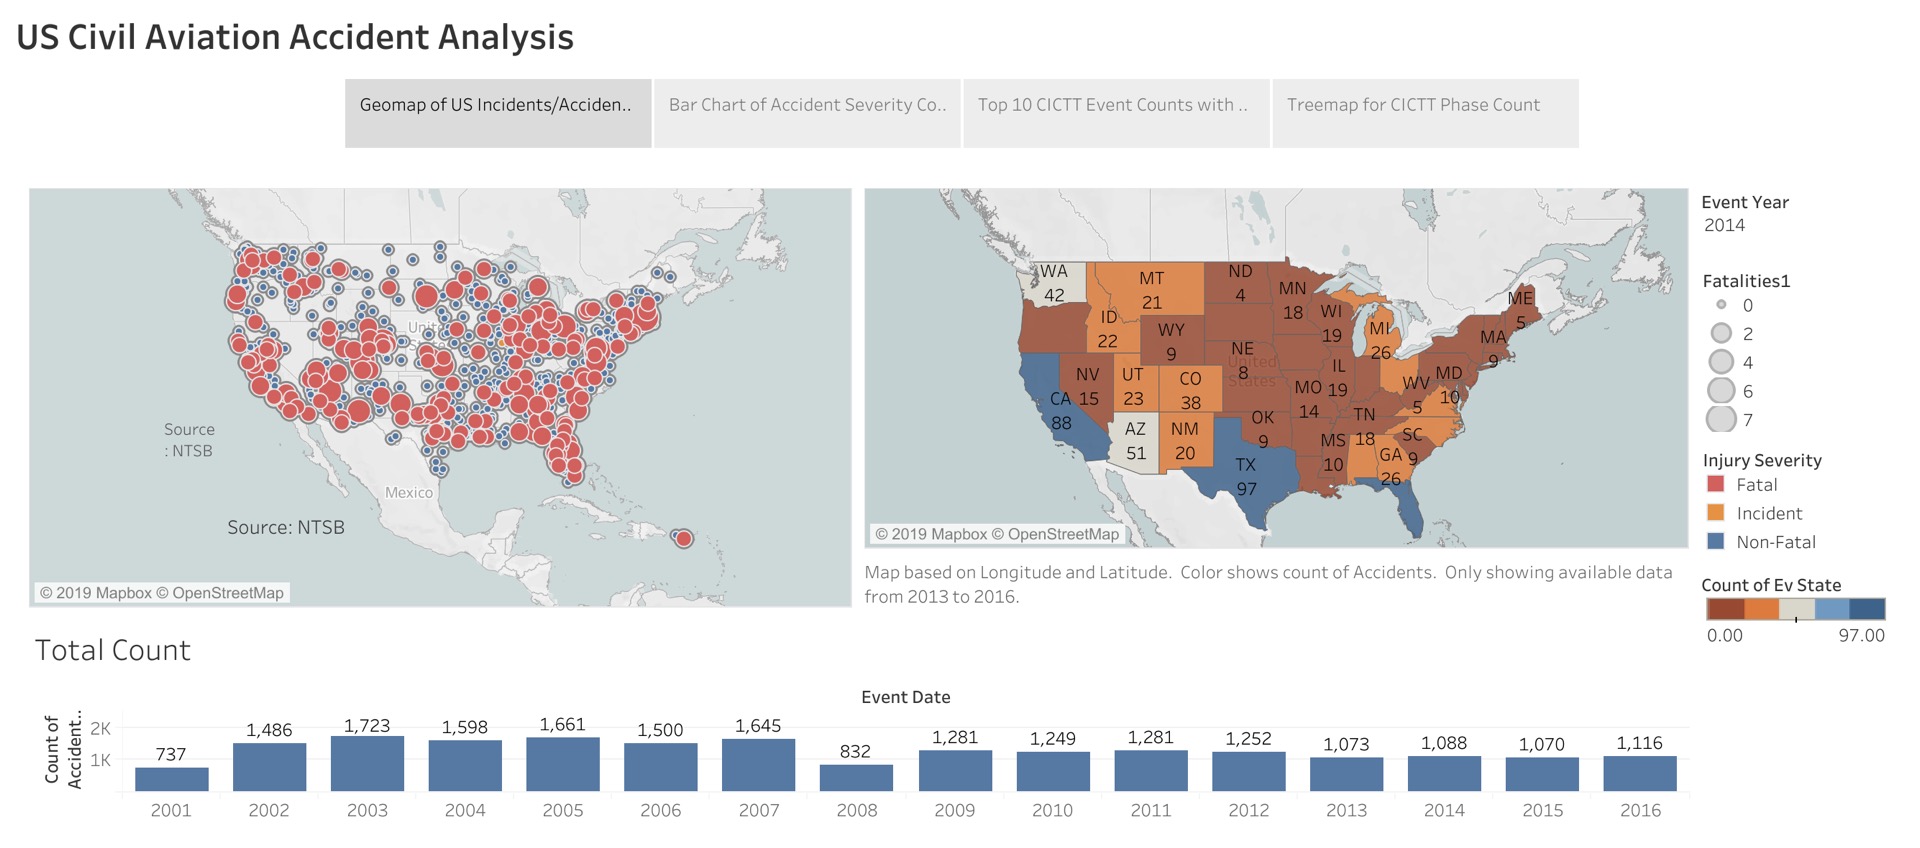 US Civil Aviation Accident Analysis
Geomap of US Incidents/Acciden..
Bar Chart of Accident Severity Co..
Top 10 CICTT Event Counts with ..
Treemap for CICTT Phase Count
Source
: NTSB
Mexico
Source: NTSB
© 2019 Mapbox © OpenStreetMap
WA
42
MT
21
ND
4
MN
18
ID
22
WY
9
WI
19
MI
26
ME
5
MA
9
NE
8
United
States
NV
15
UT
23
CO
38
IL
19
MO
14
WV
5
MD
10
CA
88
AZ
51
NM
20
OK
9
TN
18
MS
10
SC
9
GA
26
TX
97
© 2019 Mapbox © OpenStreetMap
Map based on Longitude and Latitude.  Color shows count of Accidents.  Only showing available data
from 2013 to 2016.
Event Year
2014
Fatalities1
0
2
4
6
7
Injury Severity
Fatal
Incident
Non-Fatal
Count of Ev State
0.00
97.00
Total Count
Event Date
Count of
Accident..
2K
1K
737
1,486
1,723
1,598
1,661
1,500
1,645
832
1,281
1,249
1,281
1,252
1,073
1,088
1,070
1,116
2001
2002
2003
2004
2005
2006
2007
2008
2009
2010
2011
2012
2013
2014
2015
2016